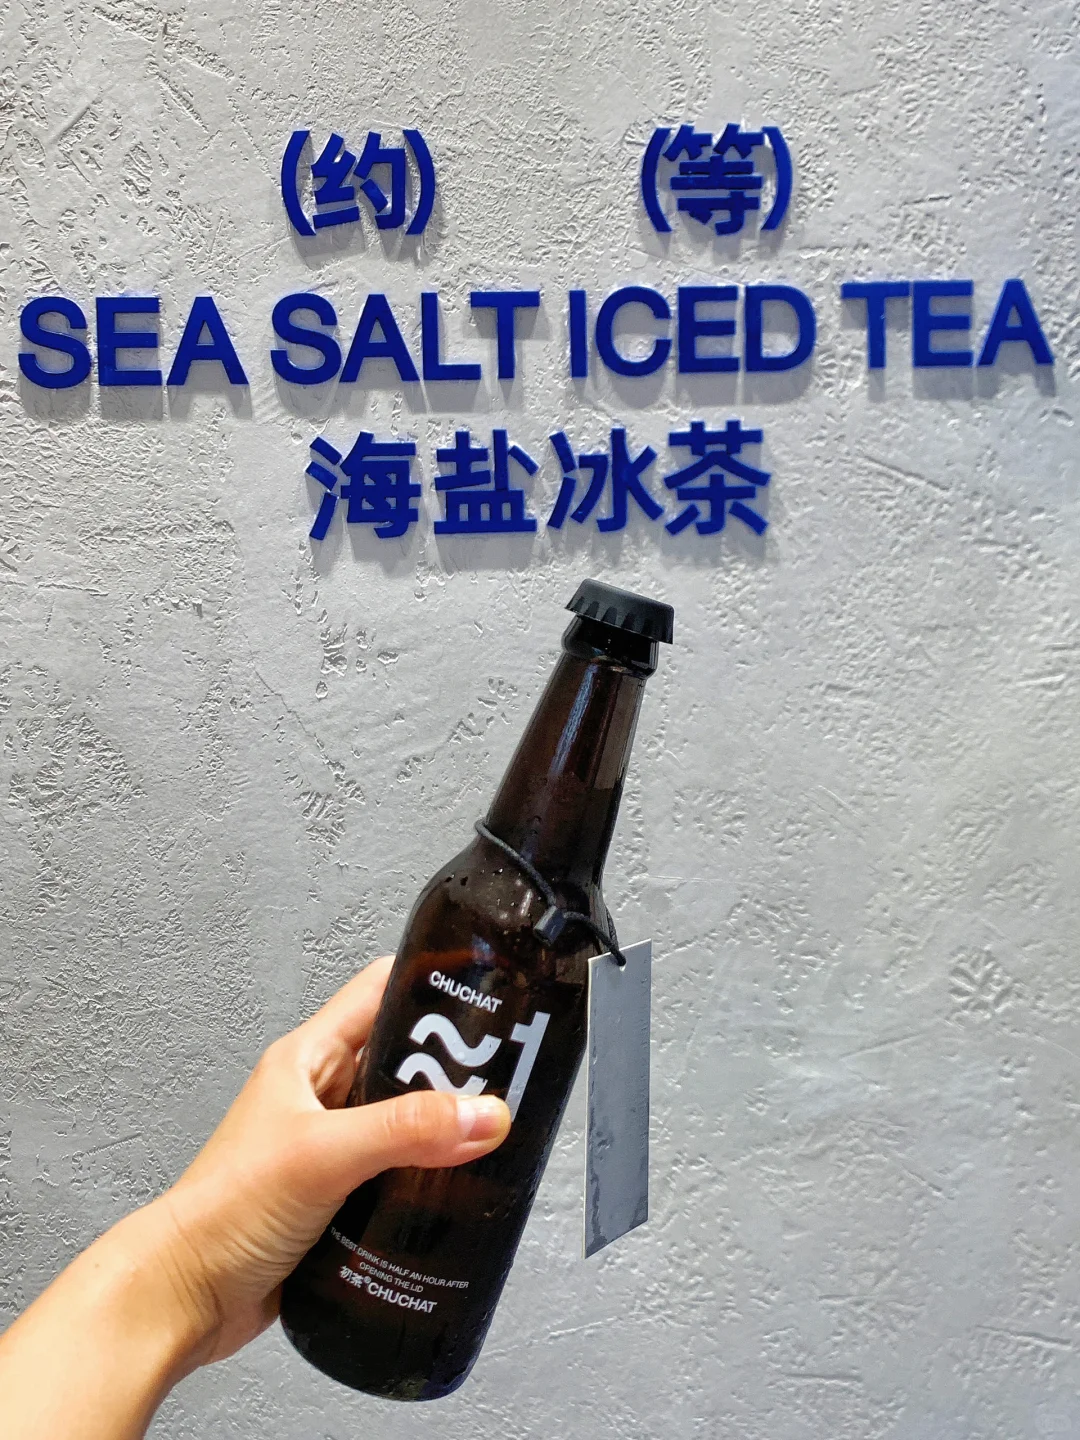 (约) (等)
SEA SALT ICED TEA
海盐冰茶
CHUCHAT
≈1
THE BEST DRINK IS HALF AN HOUR AFTER
OPENING THE LID
初茶®CHUCHAT